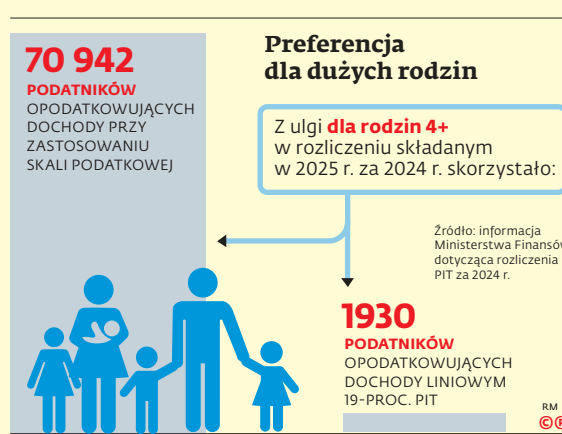 Preferencja
dla dużych rodzin
Z ulgi dla rodzin 4+
w rozliczeniu składanym
w 2025 r. za 2024 r. skorzystało:
70 942
PODATNIKÓW
OPODATKOWUJĄCYCH
DOCHODY PRZY
ZASTOSOWANIU
SKALI PODATKOWEJ
1930
PODATNIKÓW
OPODATKOWUJĄCYCH
DOCHODY LINIOWYM
19-PROC. PIT
Źródło: informacja
Ministerstwa Finansów
dotycząca rozliczenia
PIT za 2024 r.
RM
©℗